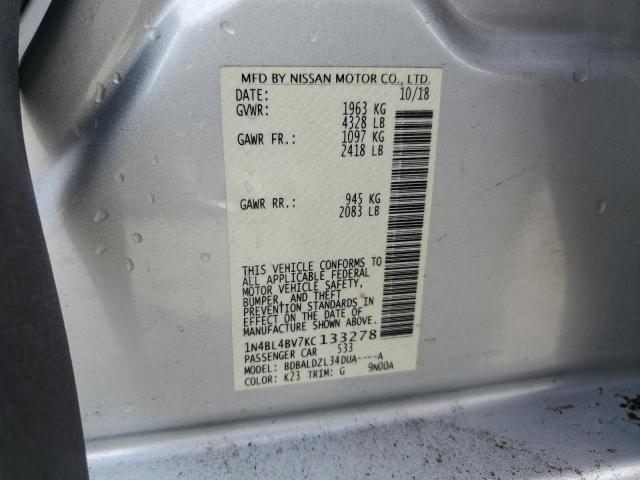 MFD BY NISSAN MOTOR CO., LTD.
DATE: 10/18
GVWR: 1963 KG
4328 LB
GAWR FR.: 1097 KG
2418 LB
GAWR RR.: 945 KG
2083 LB
THIS VEHICLE CONFORMS TO
ALL APPLICABLE FEDERAL
MOTOR VEHICLE SAFETY,
BUMPER, AND THEFT
PREVENTION STANDARDS IN
EFFECT ON THE DATE OF
MANUFACTURE SHOWN ABOVE.
1N4BL4BV7KC133278
PASSENGER CAR 533
MODEL: BDBALDZL34DUA----A
COLOR: K23 TRIM: G 9N00A